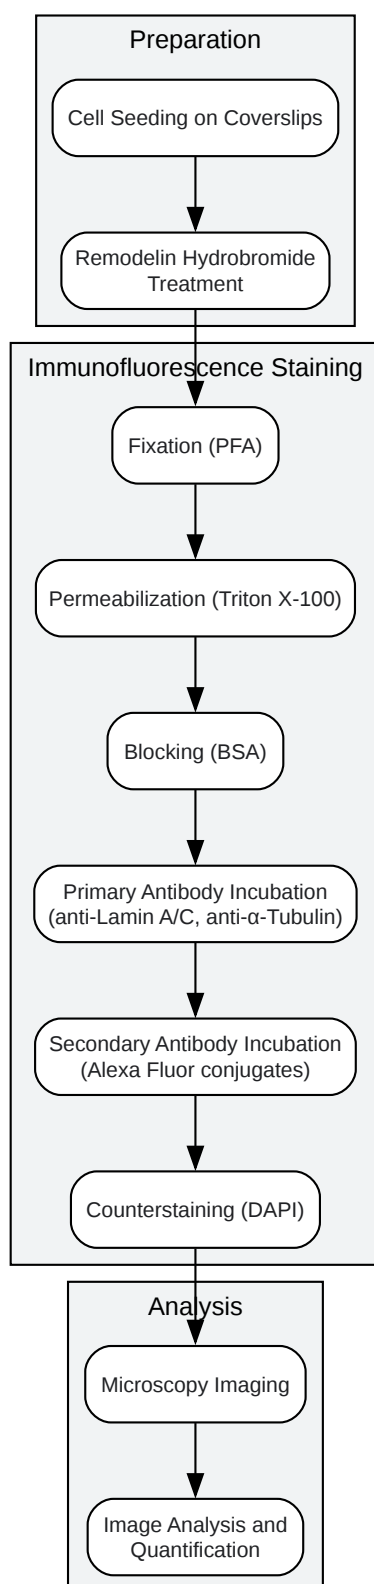 Preparation
Cell Seeding on Coverslips
Remodelin Hydrobromide
Treatment
Immunofluorescence Staining
Fixation (PFA)
Permeabilization (Triton X-100)
Blocking (BSA)
Primary Antibody Incubation
(anti-Lamin A/C, anti-α-Tubulin)
Secondary Antibody Incubation
(Alexa Fluor conjugates)
Counterstaining (DAPI)
Analysis
Microscopy Imaging
Image Analysis and
Quantification